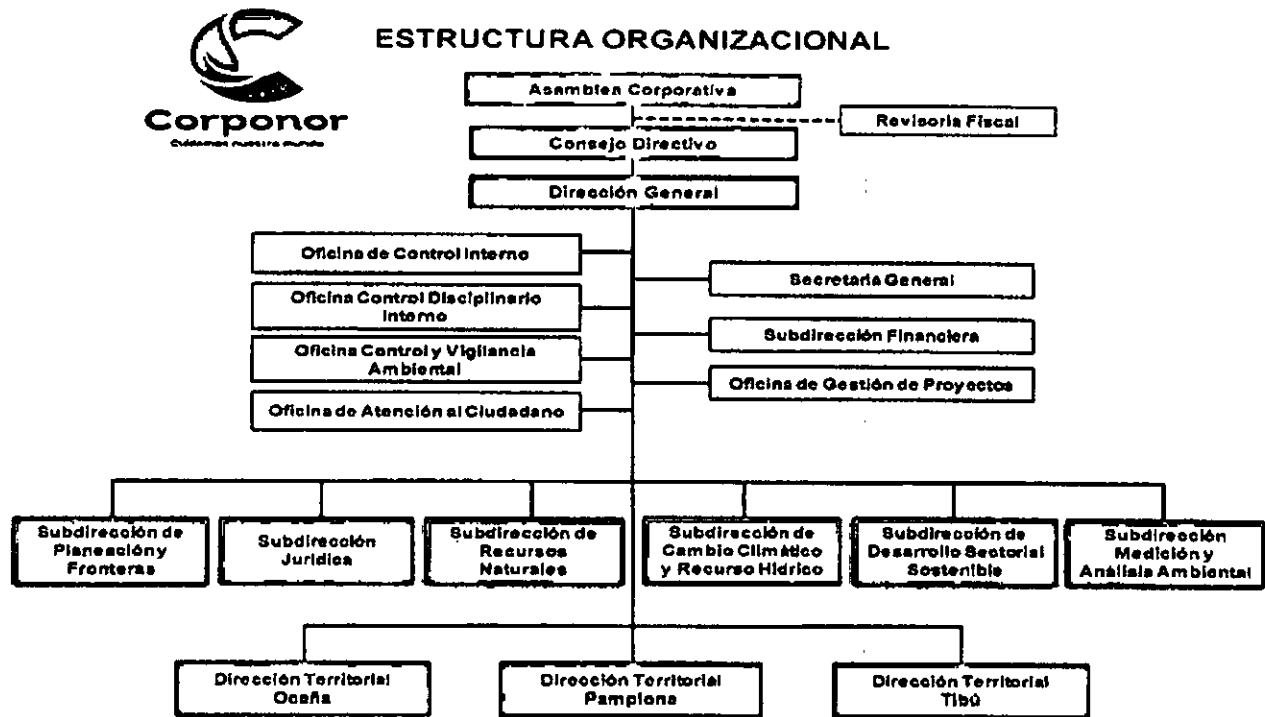 ESTRUCTURA ORGANIZACIONAL
Corponor
Asamblea Corporativa
Revisoria Fiscal
Consejo Directivo
Dirección General
Oficina de Control Interno
Secretaria General
Oficina Control Disciplinario
Interno
Subdirección Financiera
Oficina Control y Vigilancia
Ambiental
Oficina de Gestión de Proyectos
Oficina de Atención al Ciudadano
Subdirección de
Planeación y
Fronteras
Subdirección
Jurídica
Subdirección de
Recursos
Naturales
Subdirección de
Cambio Climático
y Recurso Hídrico
Subdirección de
Desarrollo Sectorial
Sostenible
Subdirección
Medición y
Análisis Ambiental
Dirección Territorial
Ocaña
Dirección Territorial
Pamplona
Dirección Territorial
Tibú